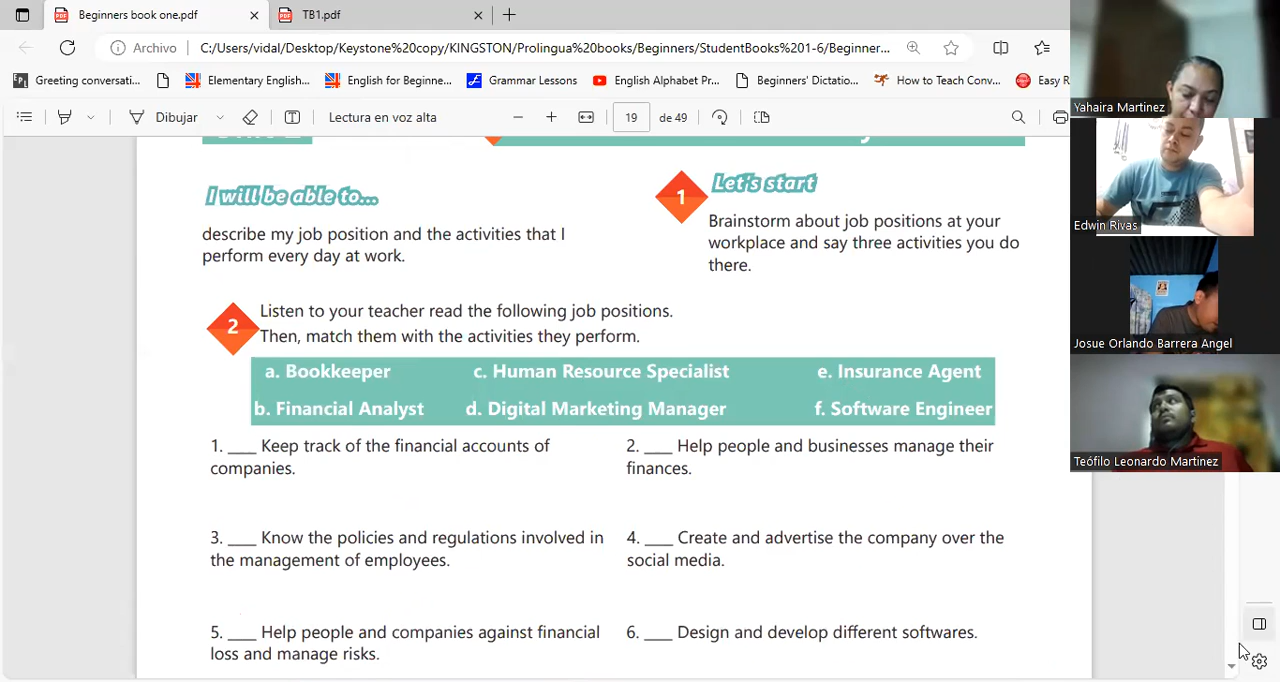 Beginners book one.pdf
TB1.pdf
Archivo
C:/Users/vidal/Desktop/Keystone%20copy/KINGSTON/Prolingua%20books/Beginners/StudentBooks%201-6/Beginner...
Greeting conversati...
Elementary English...
English for Beginne...
Grammar Lessons
English Alphabet Pr...
Beginners' Dictatio...
How to Teach Conv...
Easy R
Dibujar
Lectura en voz alta
19
de 49
I will be able to...
describe my job position and the activities that I
perform every day at work.
1
Let's start
Brainstorm about job positions at your
workplace and say three activities you do
there.
2
Listen to your teacher read the following job positions.
Then, match them with the activities they perform.
a. Bookkeeper
c. Human Resource Specialist
e. Insurance Agent
b. Financial Analyst
d. Digital Marketing Manager
f. Software Engineer
1. ___ Keep track of the financial accounts of
companies.
2. ___ Help people and businesses manage their
finances.
3. ___ Know the policies and regulations involved in
the management of employees.
4. ___ Create and advertise the company over the
social media.
5. ___ Help people and companies against financial
loss and manage risks.
6. ___ Design and develop different softwares.
Yahaira Martinez
Edwin Rivas
Josue Orlando Barrera Angel
Teófilo Leonardo Martinez